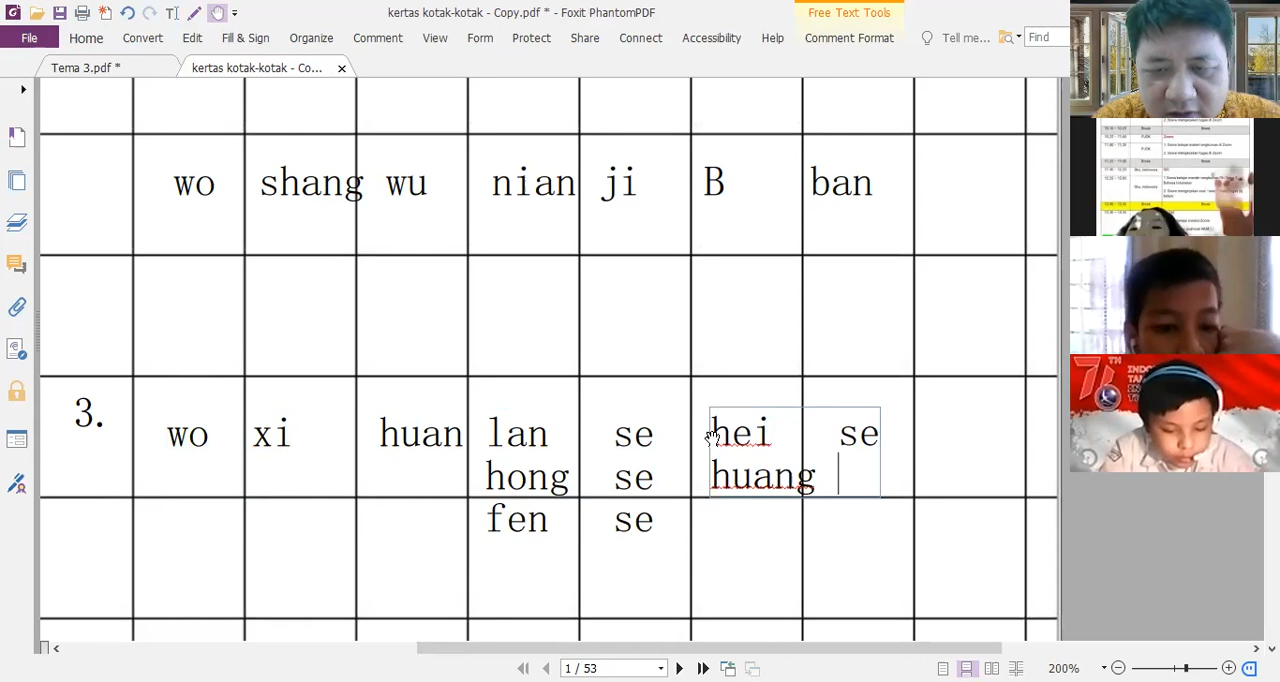 kertas kotak-kotak - Copy.pdf * - Foxit PhantomPDF
Free Text Tools
File Home Convert Edit Fill & Sign Organize Comment View Form Protect Share Connect Accessibility Help Comment Format Tell me... Find
Tema 3.pdf *
kertas kotak-kotak - Co...
wo shang wu nian ji B ban
3. wo xi huan lan se hei se
hong se huang
fen se
1 / 53
200%